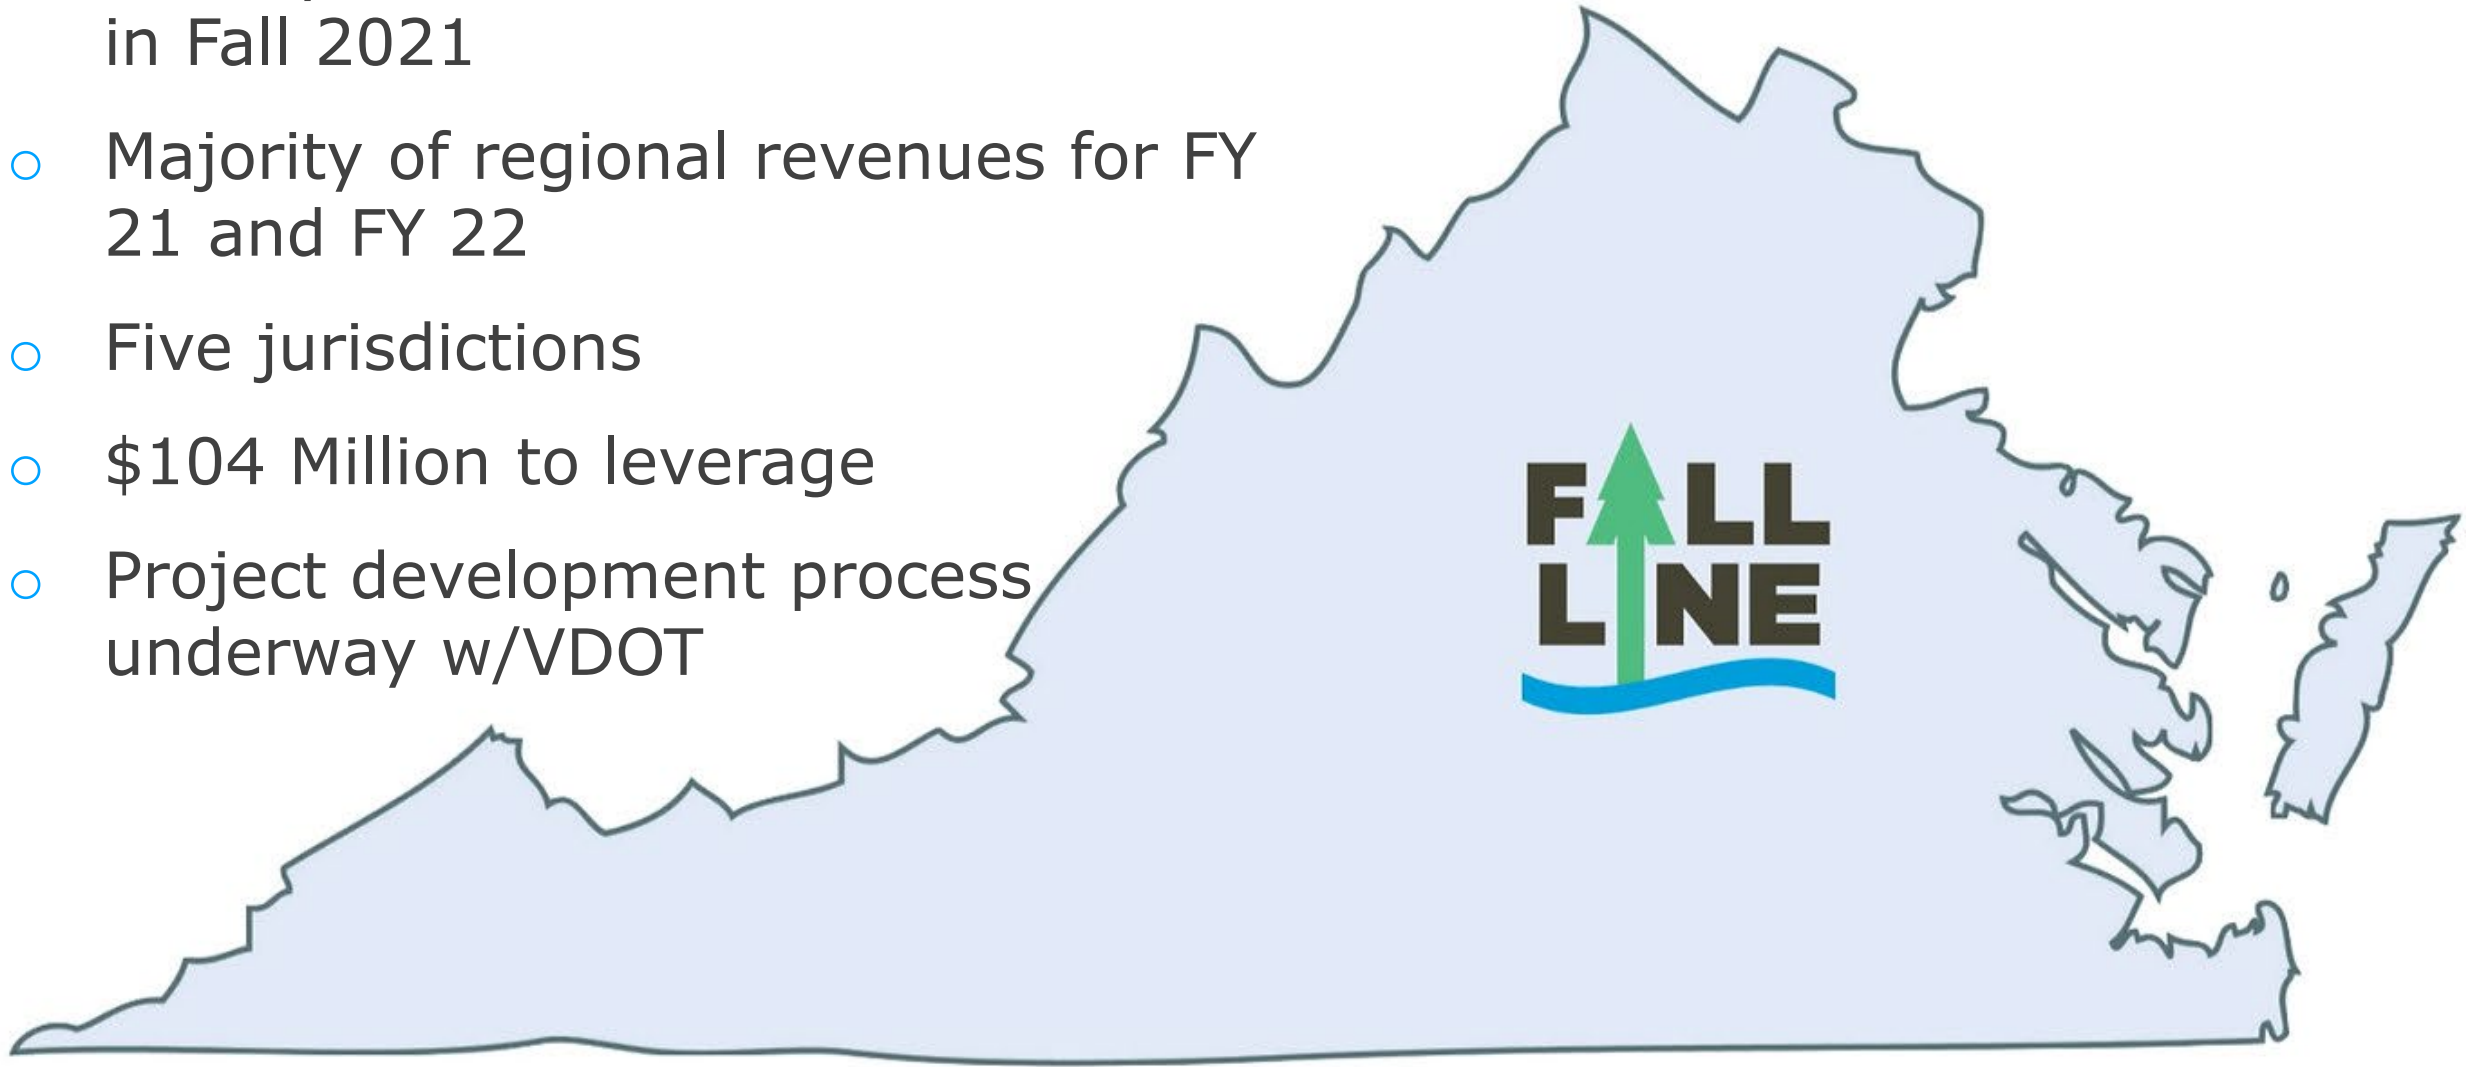 in Fall 2021
Majority of regional revenues for FY
21 and FY 22
Five jurisdictions
$104 Million to leverage
Project development process
underway w/VDOT
FALL
LINE